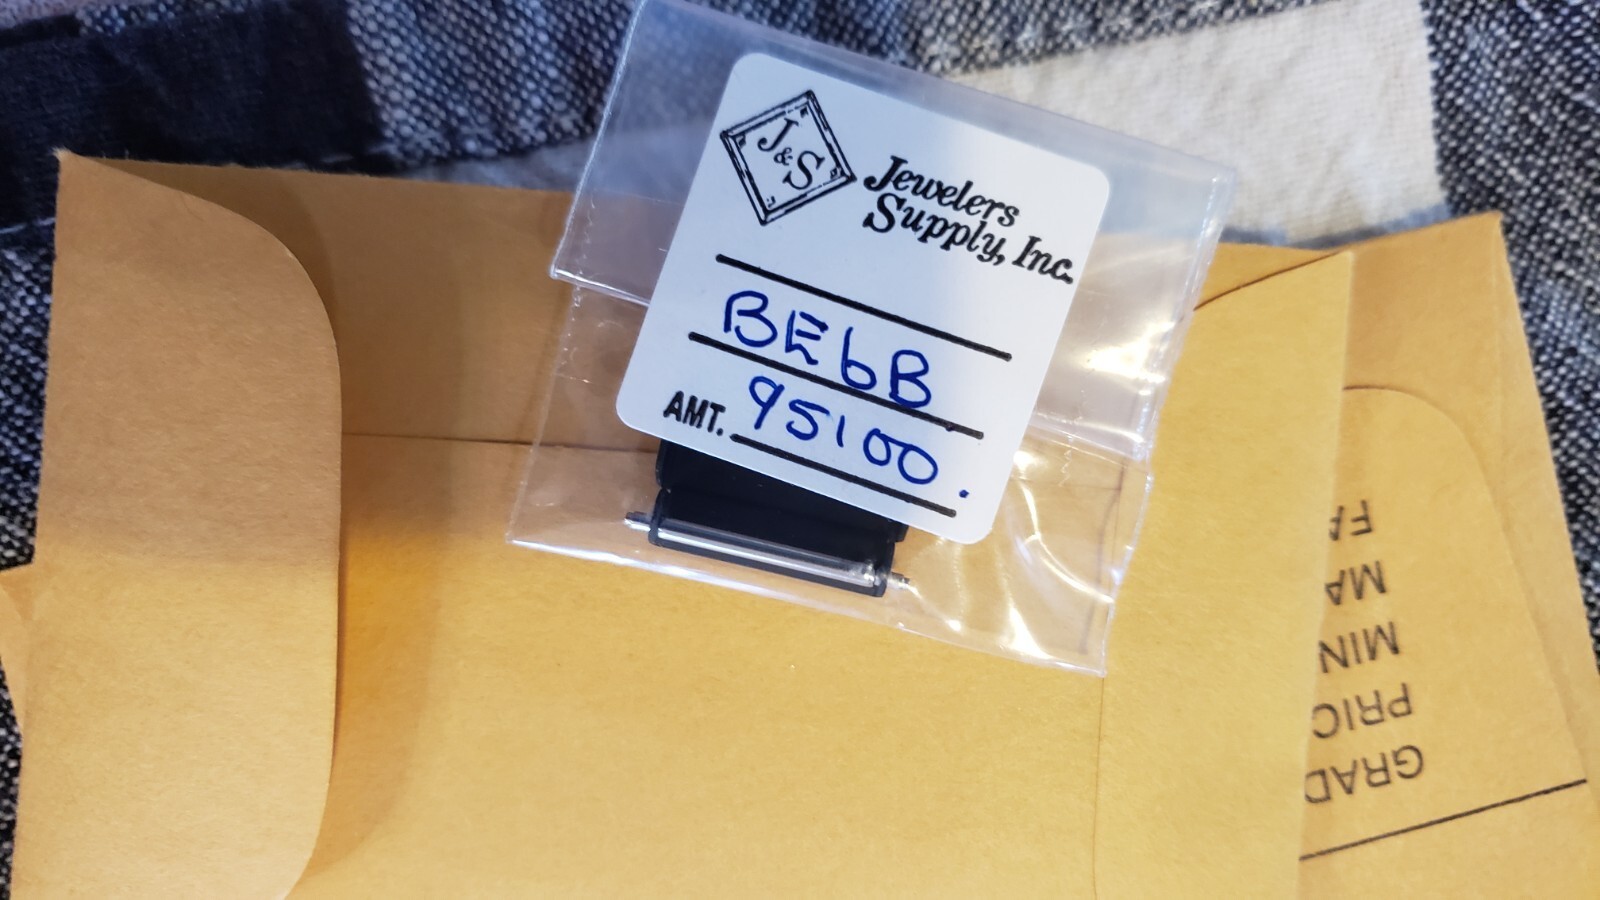 J&S
Jewelers
Supply, Inc.
BE6B
AMT. 95100.
FA
MA
MIN
PRIC
GRAD